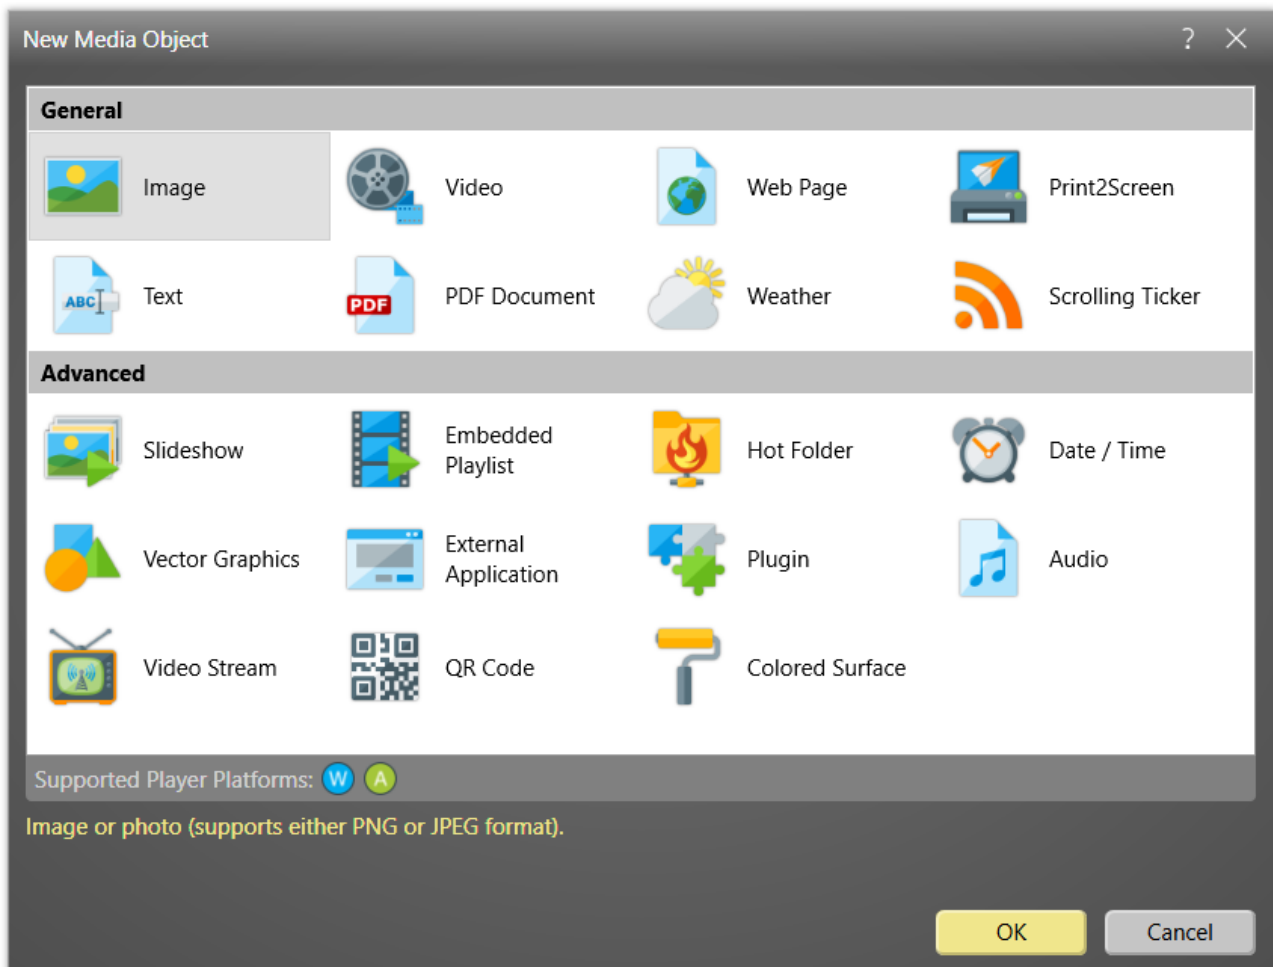 New Media Object
?
General
Image
Video
Web Page
Print2Screen
ABC
Text
PDF
PDF Document
Weather
Scrolling Ticker
Advanced
Slideshow
Embedded
Playlist
Hot Folder
Date / Time
Vector Graphics
External
Application
Plugin
Audio
Video Stream
QR Code
Colored Surface
Supported Player Platforms: W A
Image or photo (supports either PNG or JPEG format).
OK
Cancel